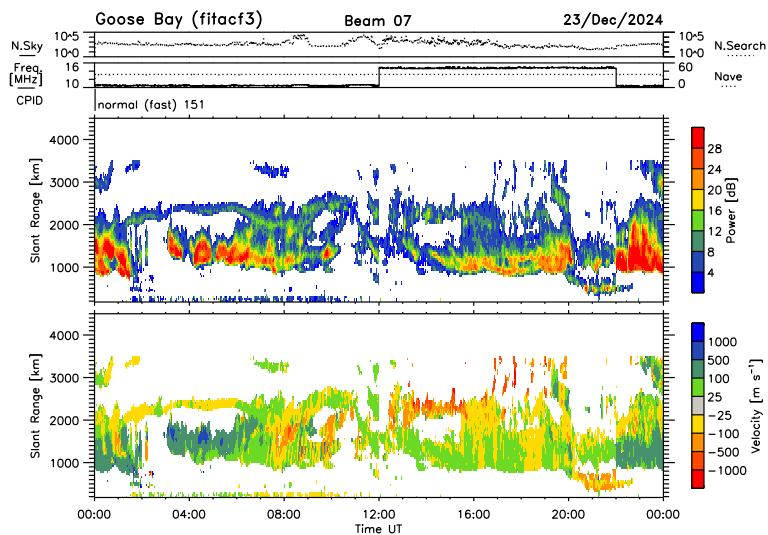 Goose Bay (fitacf3) Beam 07 23/Dec/2024
N.Sky 10^5 10^0 10^5 10^0 N.Search
Freq. [MHz] 16 10 60 0 Nave
CPID normal (fast) 151
Slant Range [km] 4000 3000 2000 1000
Power [dB] 28 24 20 16 12 8 4
Slant Range [km] 4000 3000 2000 1000
Velocity [m s⁻¹] 1000 500 100 25 −25 −100 −500 −1000
00:00 04:00 08:00 12:00 16:00 20:00 00:00
Time UT